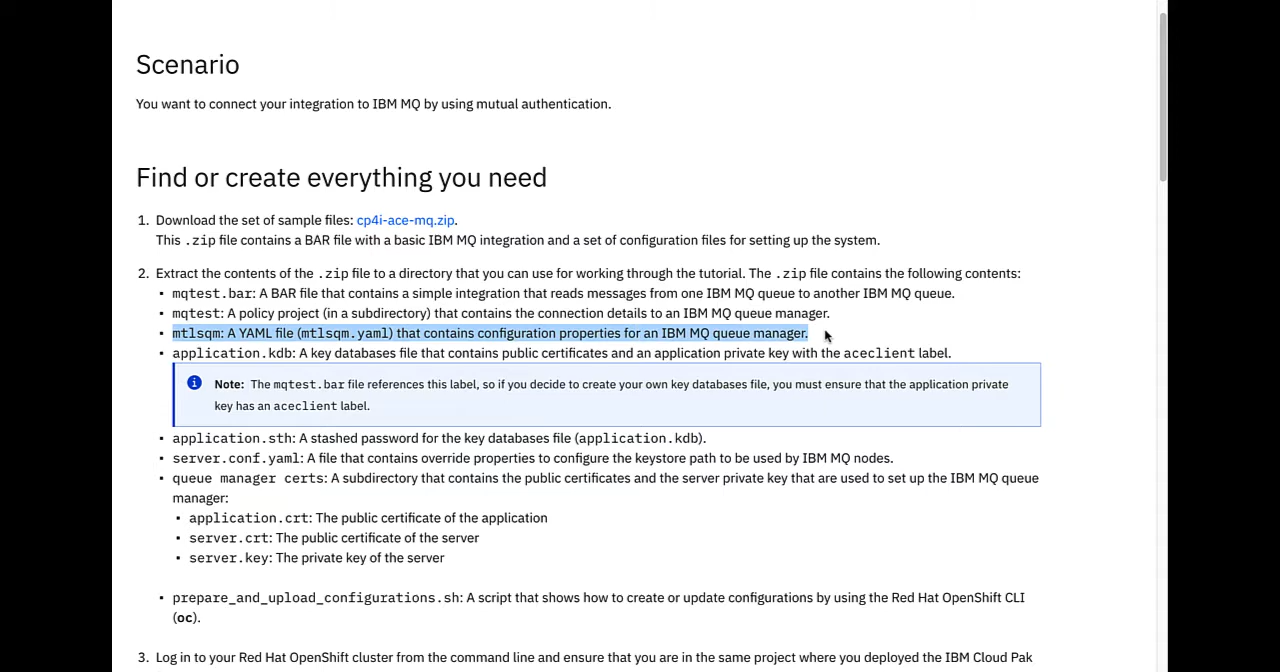 Scenario
You want to connect your integration to IBM MQ by using mutual authentication.
Find or create everything you need
1. Download the set of sample files: cp4i-ace-mq.zip.
This .zip file contains a BAR file with a basic IBM MQ integration and a set of configuration files for setting up the system.
2. Extract the contents of the .zip file to a directory that you can use for working through the tutorial. The .zip file contains the following contents:
▪ mqtest.bar: A BAR file that contains a simple integration that reads messages from one IBM MQ queue to another IBM MQ queue.
▪ mqtest: A policy project (in a subdirectory) that contains the connection details to an IBM MQ queue manager.
▪ mtlsqm: A YAML file (mtlsqm.yaml) that contains configuration properties for an IBM MQ queue manager.
▪ application.kdb: A key databases file that contains public certificates and an application private key with the aceclient label.
Note: The mqtest.bar file references this label, so if you decide to create your own key databases file, you must ensure that the application private
key has an aceclient label.
▪ application.sth: A stashed password for the key databases file (application.kdb).
▪ server.conf.yaml: A file that contains override properties to configure the keystore path to be used by IBM MQ nodes.
▪ queue manager certs: A subdirectory that contains the public certificates and the server private key that are used to set up the IBM MQ queue
manager:
▪ application.crt: The public certificate of the application
▪ server.crt: The public certificate of the server
▪ server.key: The private key of the server
▪ prepare_and_upload_configurations.sh: A script that shows how to create or update configurations by using the Red Hat OpenShift CLI
(oc).
3. Log in to your Red Hat OpenShift cluster from the command line and ensure that you are in the same project where you deployed the IBM Cloud Pak